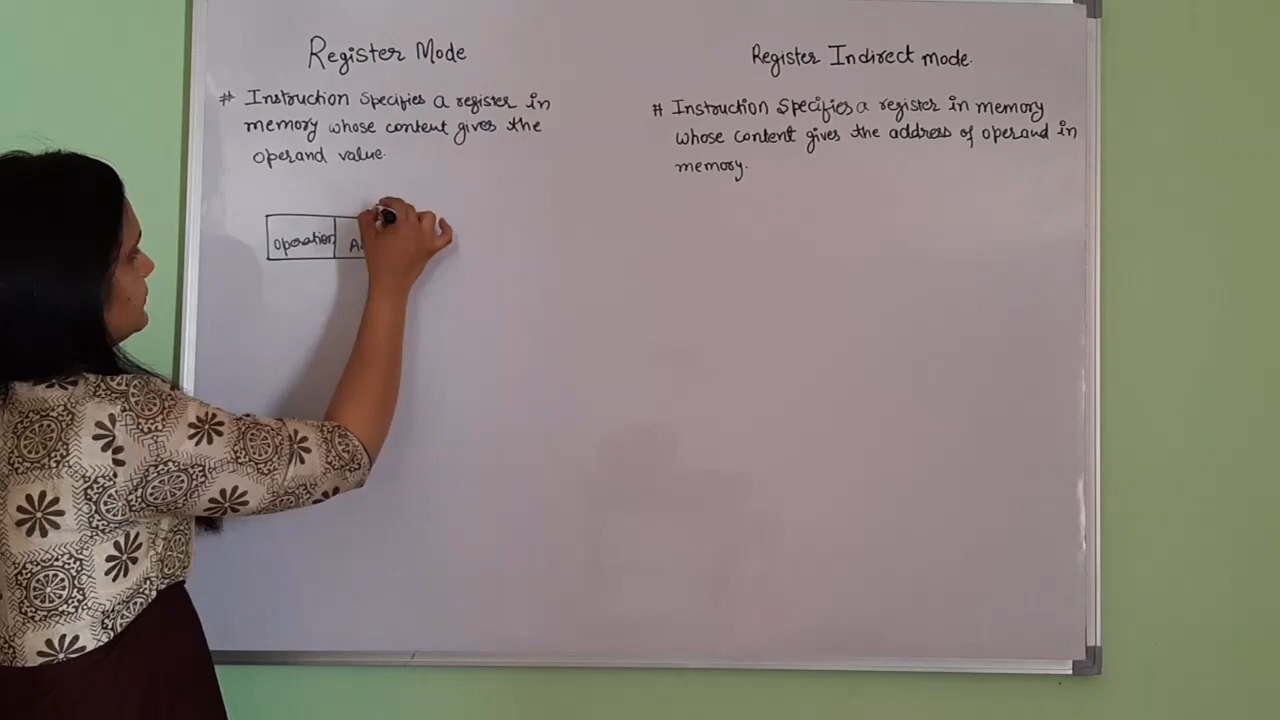 Register Mode
# Instruction specifies a register in
memory whose content gives the
operand value.
operation
Register Indirect mode.
# Instruction specifies a register in memory
whose content gives the address of operand in
memory.